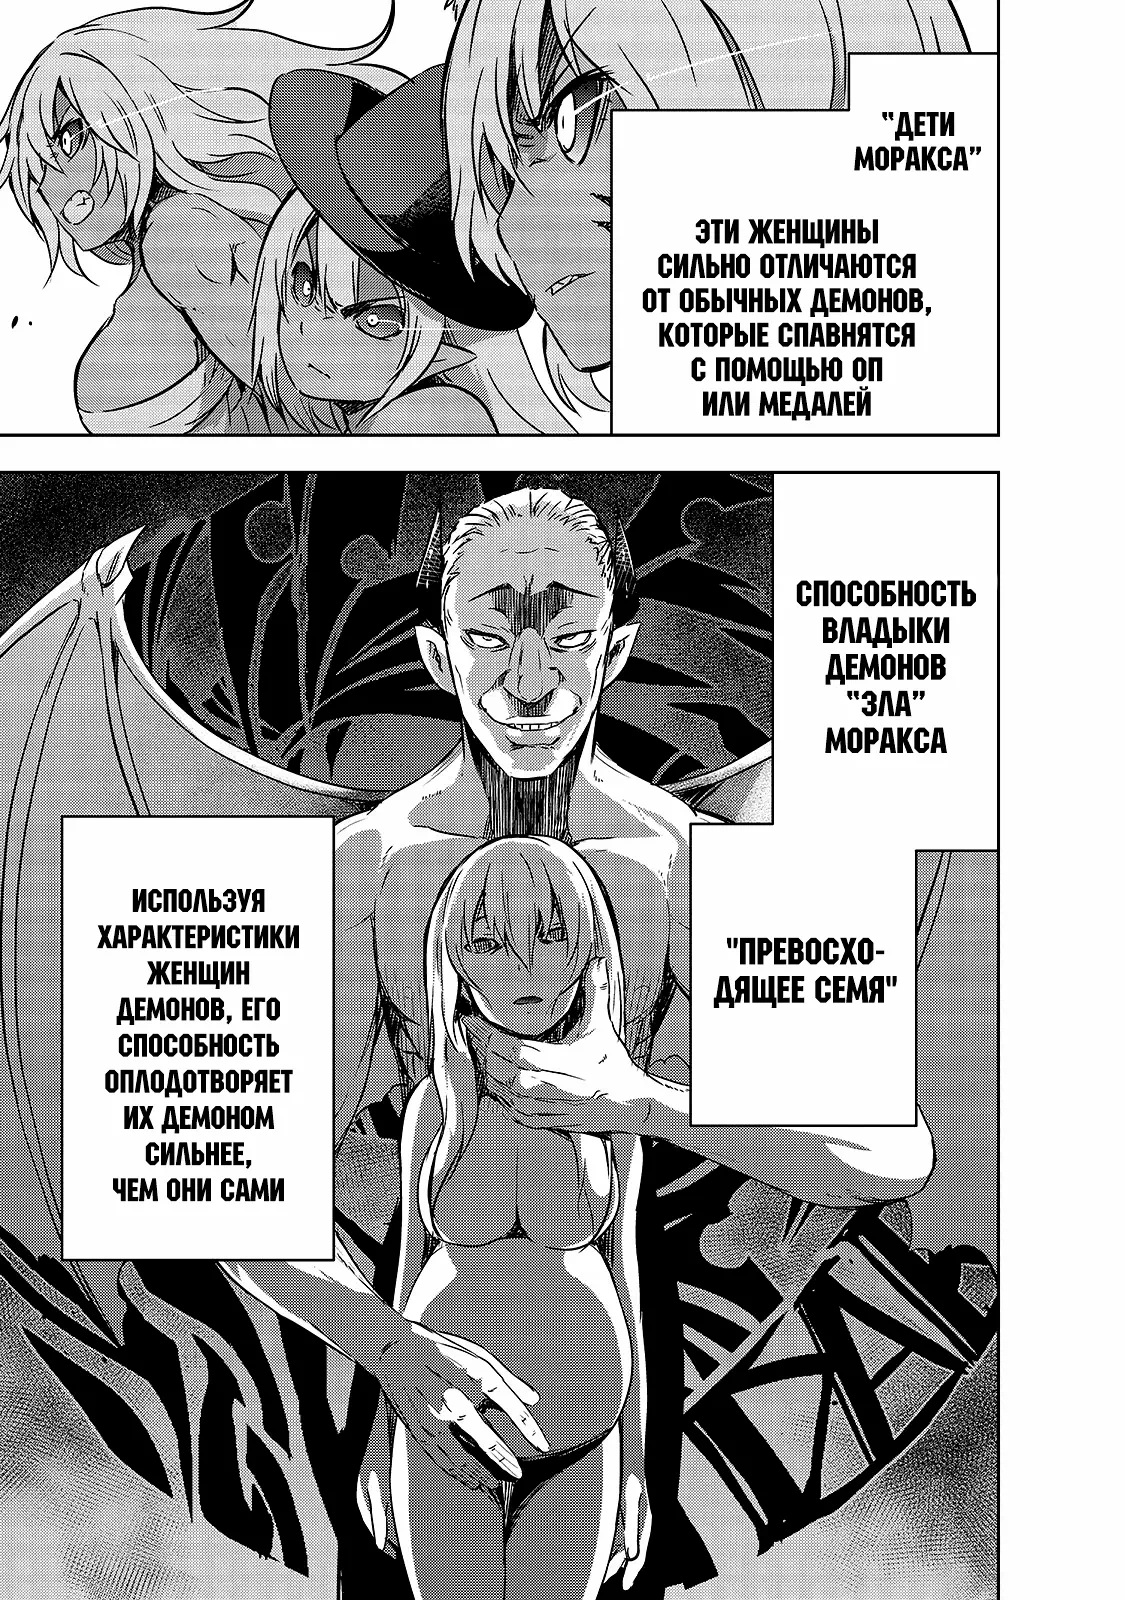 "ДЕТИ
МОРАКСА"
ЭТИ ЖЕНЩИНЫ
СИЛЬНО ОТЛИЧАЮТСЯ
ОТ ОБЫЧНЫХ ДЕМОНОВ,
КОТОРЫЕ СПАВНЯТСЯ
С ПОМОЩЬЮ ОП
ИЛИ МЕДАЛЕЙ
СПОСОБНОСТЬ
ВЛАДЫКИ
ДЕМОНОВ
"ЗЛА"
МОРАКСА
"ПРЕВОСХО-
ДЯЩЕЕ СЕМЯ"
ИСПОЛЬЗУЯ
ХАРАКТЕРИСТИКИ
ЖЕНЩИН
ДЕМОНОВ, ЕГО
СПОСОБНОСТЬ
ОПЛОДОТВОРЯЕТ
ИХ ДЕМОНОМ
СИЛЬНЕЕ,
ЧЕМ ОНИ САМИ